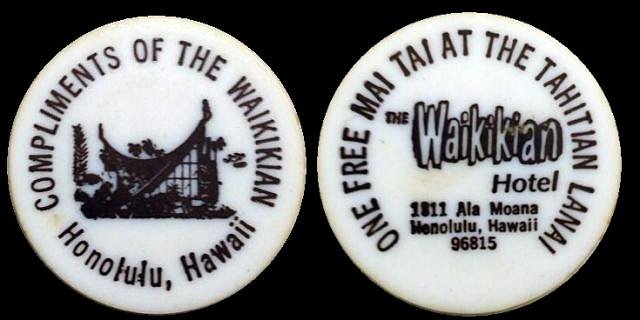 COMPLIMENTS OF THE WAIKIKIAN
Honolulu, Hawaii
ONE FREE MAI TAI AT THE TAHITIAN LANAI
THE
Waikikian
Hotel
1811 Ala Moana
Honolulu, Hawaii
96815